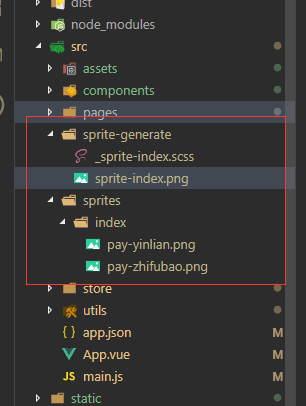 dist
node_modules
src
assets
components
pages
sprite-generate
_sprite-index.scss
sprite-index.png
sprites
index
pay-yinlian.png
pay-zhifubao.png
store
utils
{ } app.json M
App.vue M
main.js M
static